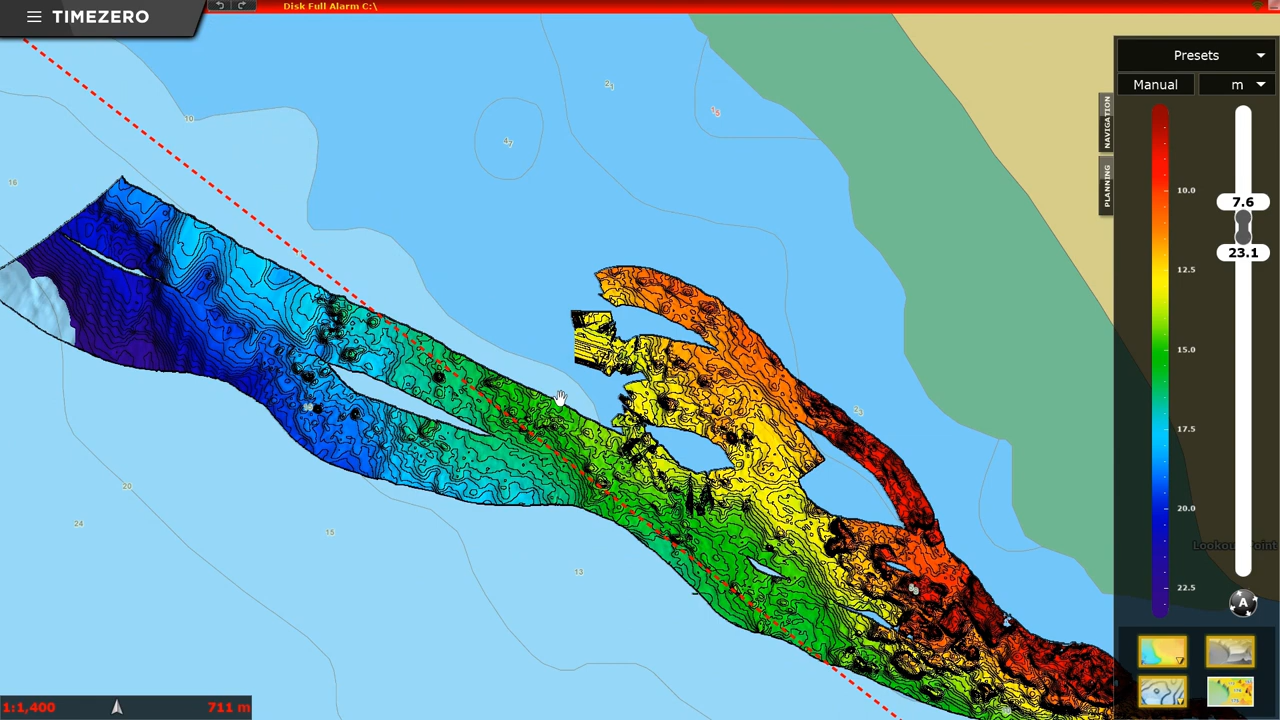 TIMEZERO
Disk Full Alarm C:\
Presets
Manual
m
NAVIGATION
PLANNING
10.0
12.5
15.0
17.5
20.0
22.5
7.6
23.1
A
10
16
20
24
15
13
1:1,400
711 m